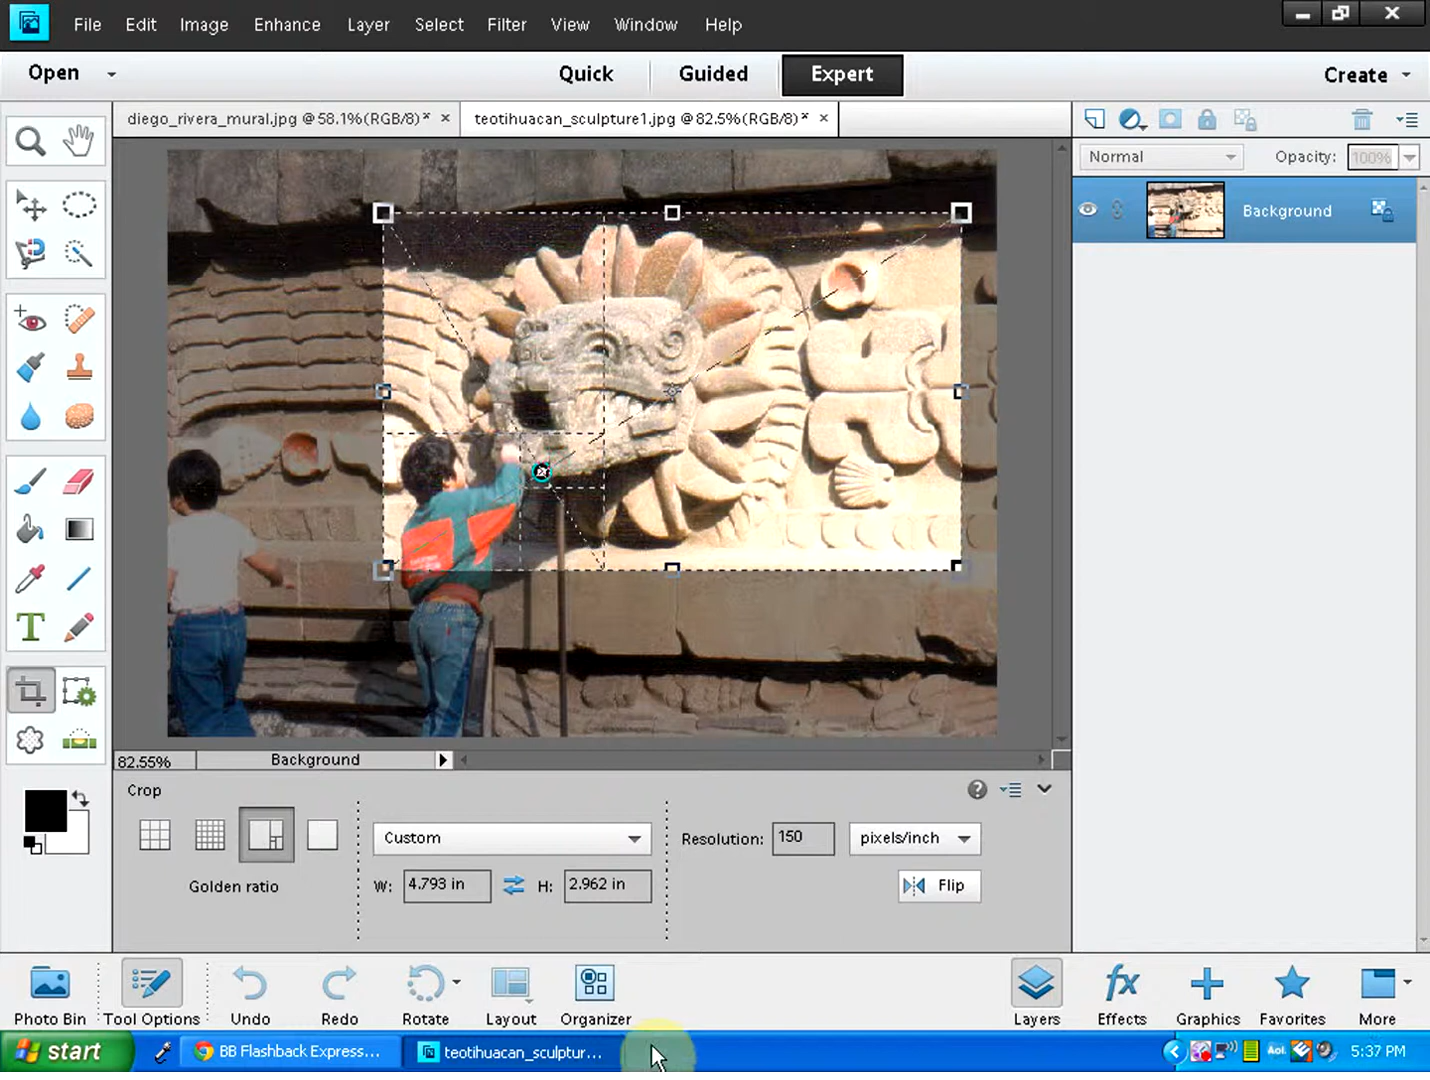 File Edit Image Enhance Layer Select Filter View Window Help
Open Quick Guided Expert Create
diego_rivera_mural.jpg @ 58.1%(RGB/8) * × teotihuacan_sculpture1.jpg @ 82.5%(RGB/8) * ×
Normal Opacity: 100%
Background
82.55% Background
Crop
Custom Resolution: 150 pixels/inch
Golden ratio W: 4.793 in H: 2.962 in Flip
Photo Bin Tool Options Undo Redo Rotate Layout Organizer Layers Effects Graphics Favorites More
start BB Flashback Express... teotihuacan_sculptur... Aol. 5:37 PM